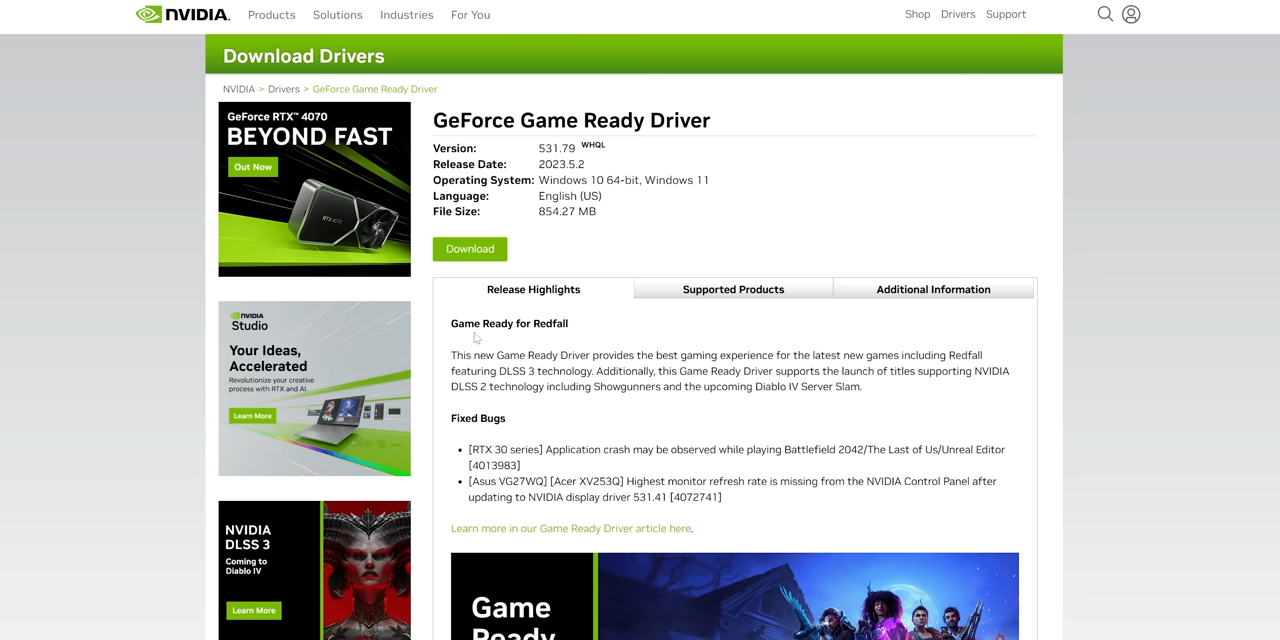 NVIDIA.
Products
Solutions
Industries
For You
Shop
Drivers
Support
Download Drivers
NVIDIA > Drivers > GeForce Game Ready Driver
GeForce RTX™ 4070
BEYOND FAST
Out Now
RTX 4070
NVIDIA
Studio
Your Ideas,
Accelerated
Revolutionize your creative
process with RTX and AI.
Learn More
NVIDIA
DLSS 3
Coming to
Diablo IV
Learn More
GeForce Game Ready Driver
Version: 531.79 WHQL
Release Date: 2023.5.2
Operating System: Windows 10 64-bit, Windows 11
Language: English (US)
File Size: 854.27 MB
Download
Release Highlights
Supported Products
Additional Information
Game Ready for Redfall
This new Game Ready Driver provides the best gaming experience for the latest new games including Redfall
featuring DLSS 3 technology. Additionally, this Game Ready Driver supports the launch of titles supporting NVIDIA
DLSS 2 technology including Showgunners and the upcoming Diablo IV Server Slam.
Fixed Bugs
• [RTX 30 series] Application crash may be observed while playing Battlefield 2042/The Last of Us/Unreal Editor
[4013983]
• [Asus VG27WQ] [Acer XV253Q] Highest monitor refresh rate is missing from the NVIDIA Control Panel after
updating to NVIDIA display driver 531.41 [4072741]
Learn more in our Game Ready Driver article here.
Game
Ready